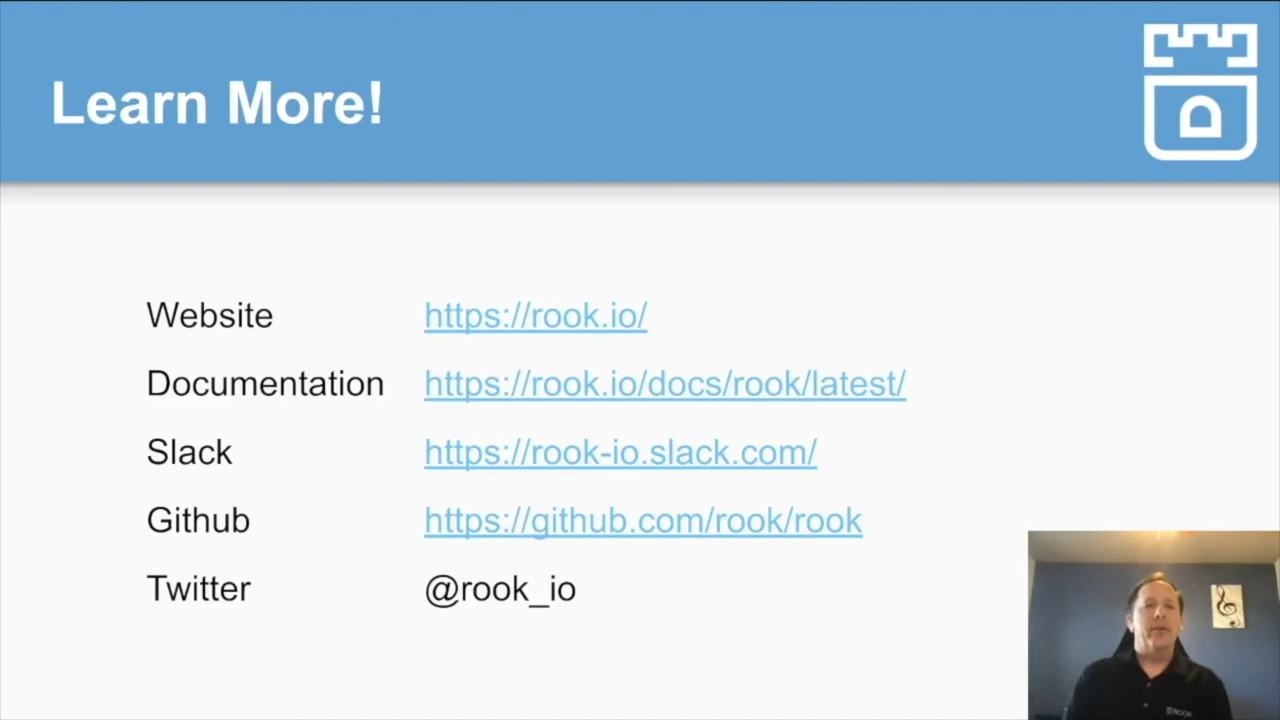 Learn More!
Website https://rook.io/
Documentation https://rook.io/docs/rook/latest/
Slack https://rook-io.slack.com/
Github https://github.com/rook/rook
Twitter @rook_io
ROOK